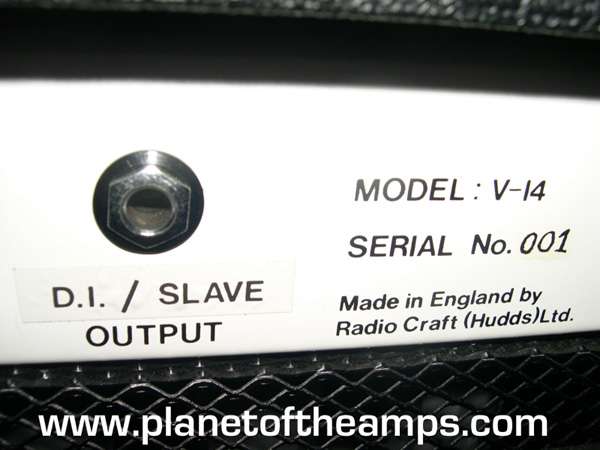 MODEL: V-14
SERIAL No. 001
D.I. / SLAVE
OUTPUT
Made in England by
Radio Craft (Hudds) Ltd.
www.planetoftheamps.com